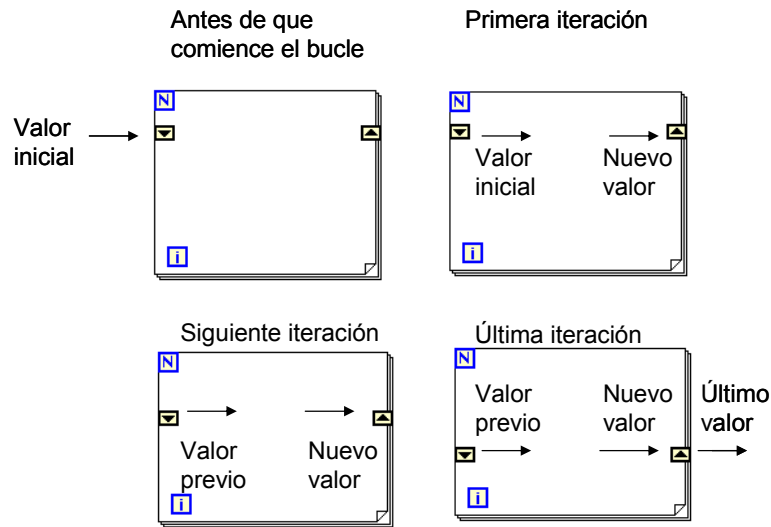 Antes de que
comience el bucle
Primera iteración
N
N
Valor
inicial
Valor
inicial
Nuevo
valor
i
i
Siguiente iteración
Última iteración
N
N
Valor
previo
Nuevo
valor
Último
valor
Valor
previo
Nuevo
valor
i
i